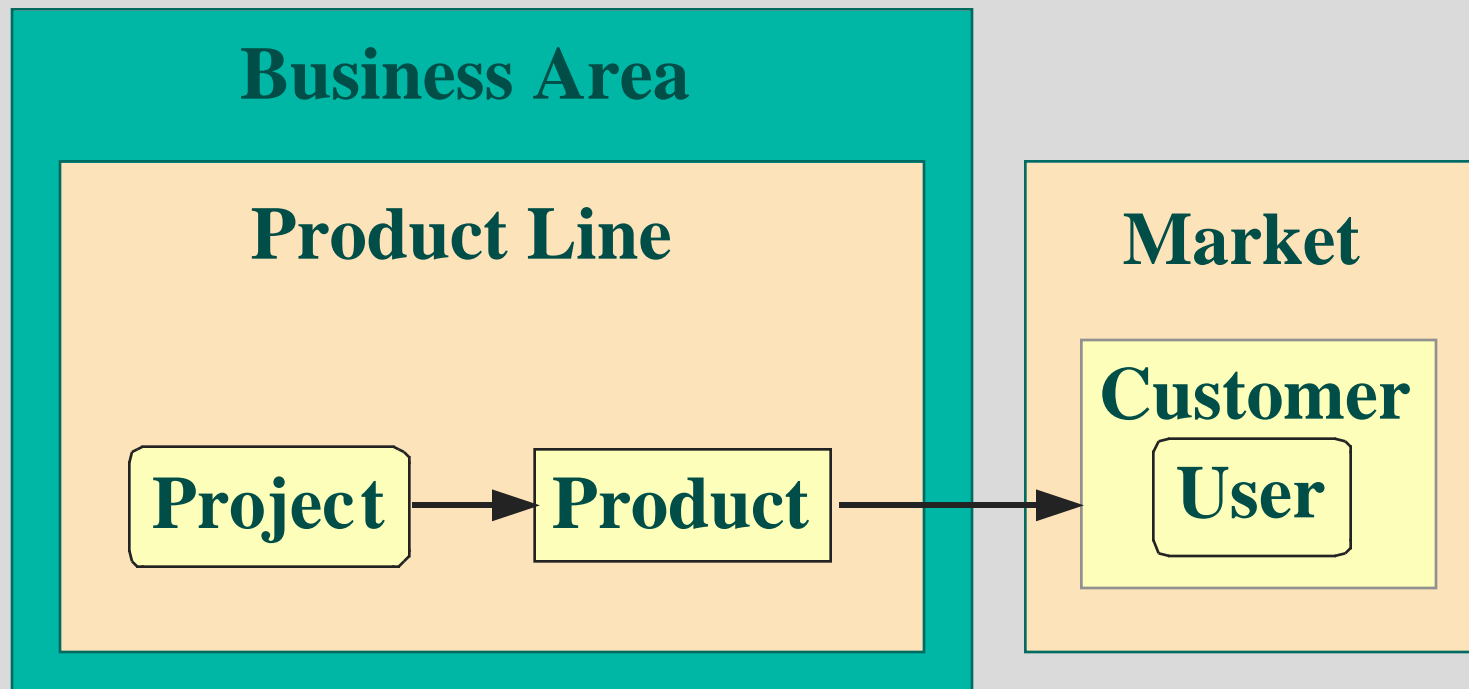 Business Area
Product Line
Market
Customer
Project
Product
User